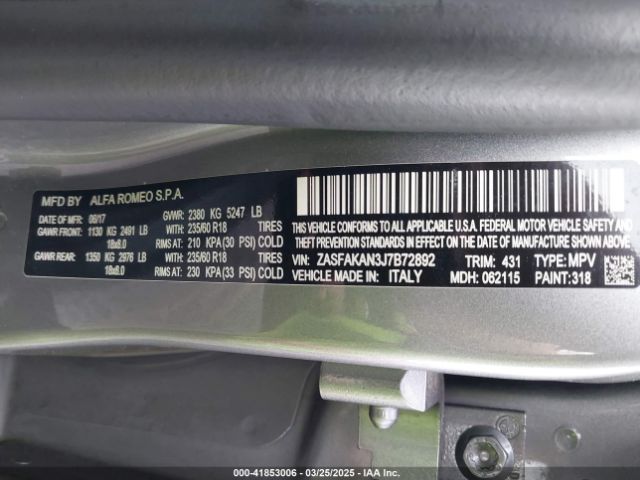 MFD BY ALFA ROMEO S.P.A.
DATE OF MFR: 06/17 GVWR: 2380 KG 5247 LB
GAWR FRONT: 1130 KG 2491 LB WITH: 235/60 R18 TIRES
18x8.0 RIMS AT: 210 KPA(30 PSI) COLD
GAWR REAR: 1350 KG 2976 LB WITH: 235/60 R18 TIRES
18x8.0 RIMS AT: 230 KPA(33 PSI) COLD
THIS VEHICLE CONFORMS TO ALL APPLICABLE U.S.A. FEDERAL MOTOR VEHICLE SAFETY
AND THEFT PREVENTION STANDARDS IN EFFECT ON THE DATE OF MANUFACTURE SHOWN ABOVE
VIN: ZASFAKAN3J7B72892 TRIM: 431 TYPE: MPV
VEHICLE MADE IN: ITALY MDH: 062115 PAINT: 318
000-41853006 - 03/25/2025 - IAA Inc.